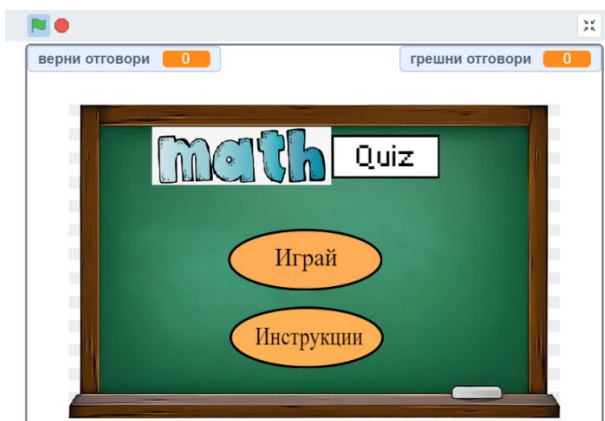 верни отговори 0
грешни отговори 0
math Quiz
Играй
Инструкции